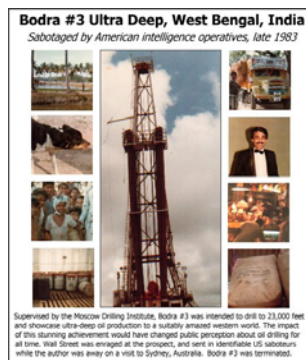 Bodra #3 Ultra Deep, West Bengal, India
Sabotaged by American intelligence operatives, late 1983
Supervised by the Moscow Drilling Institute, Bodra #3 was intended to drill to 23,000 feet
and showcase ultra-deep oil production to a suitably amazed western world. The impact
of this stunning achievement would have changed public perception about oil drilling for
all time. Wall Street was enraged at the prospect, and sent in identifiable US saboteurs
while the author was away on a visit to Sydney, Australia. Bodra #3 was terminated.